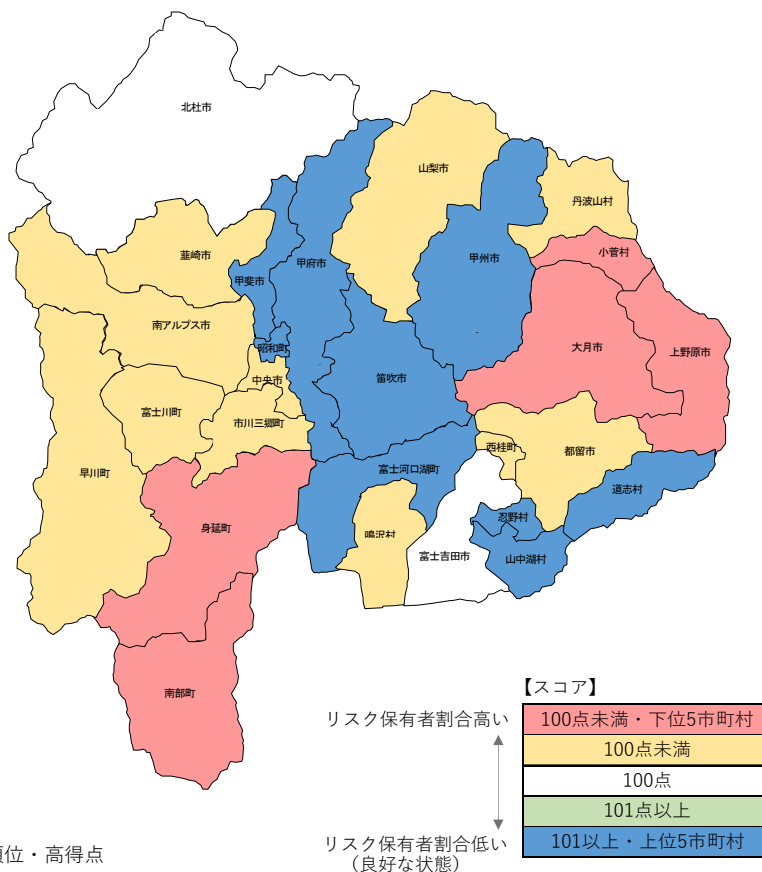 北杜市
山梨市
丹波山村
韮崎市
甲府市
甲州市
小菅村
甲斐市
南アルプス市
昭和町
大月市
上野原市
中央市
笛吹市
富士川町
市川三郷町
早川町
富士河口湖町
西桂町
都留市
道志村
身延町
鳴沢村
忍野村
富士吉田市
山中湖村
南部町
【スコア】
リスク保有者割合高い
100点未満・下位5市町村
100点未満
100点
101点以上
101以上・上位5市町村
リスク保有者割合低い
（良好な状態）
位・高得点